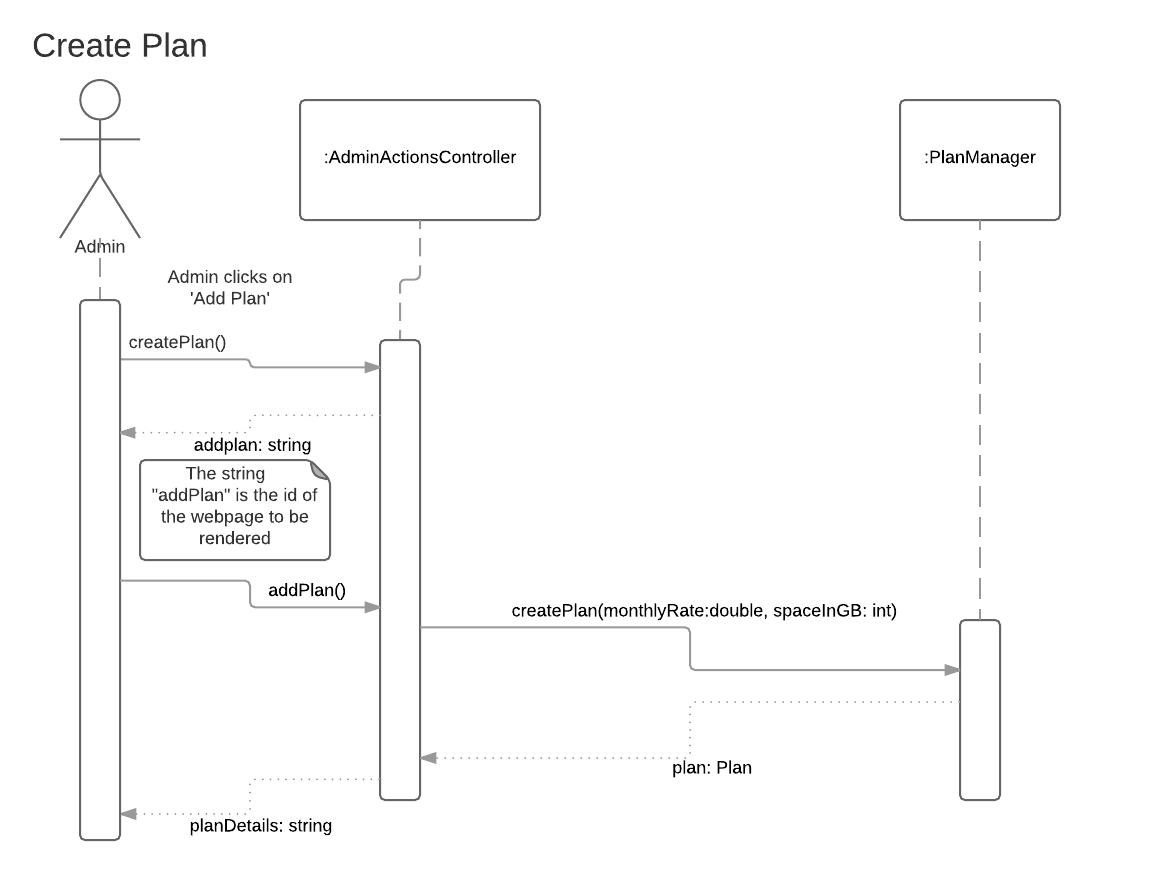 Create Plan
:AdminActionsController
:PlanManager
Admin
Admin clicks on
'Add Plan'
createPlan()
addplan: string
The string
"addPlan" is the id of
the webpage to be
rendered
addPlan()
createPlan(monthlyRate:double, spaceInGB: int)
plan: Plan
planDetails: string